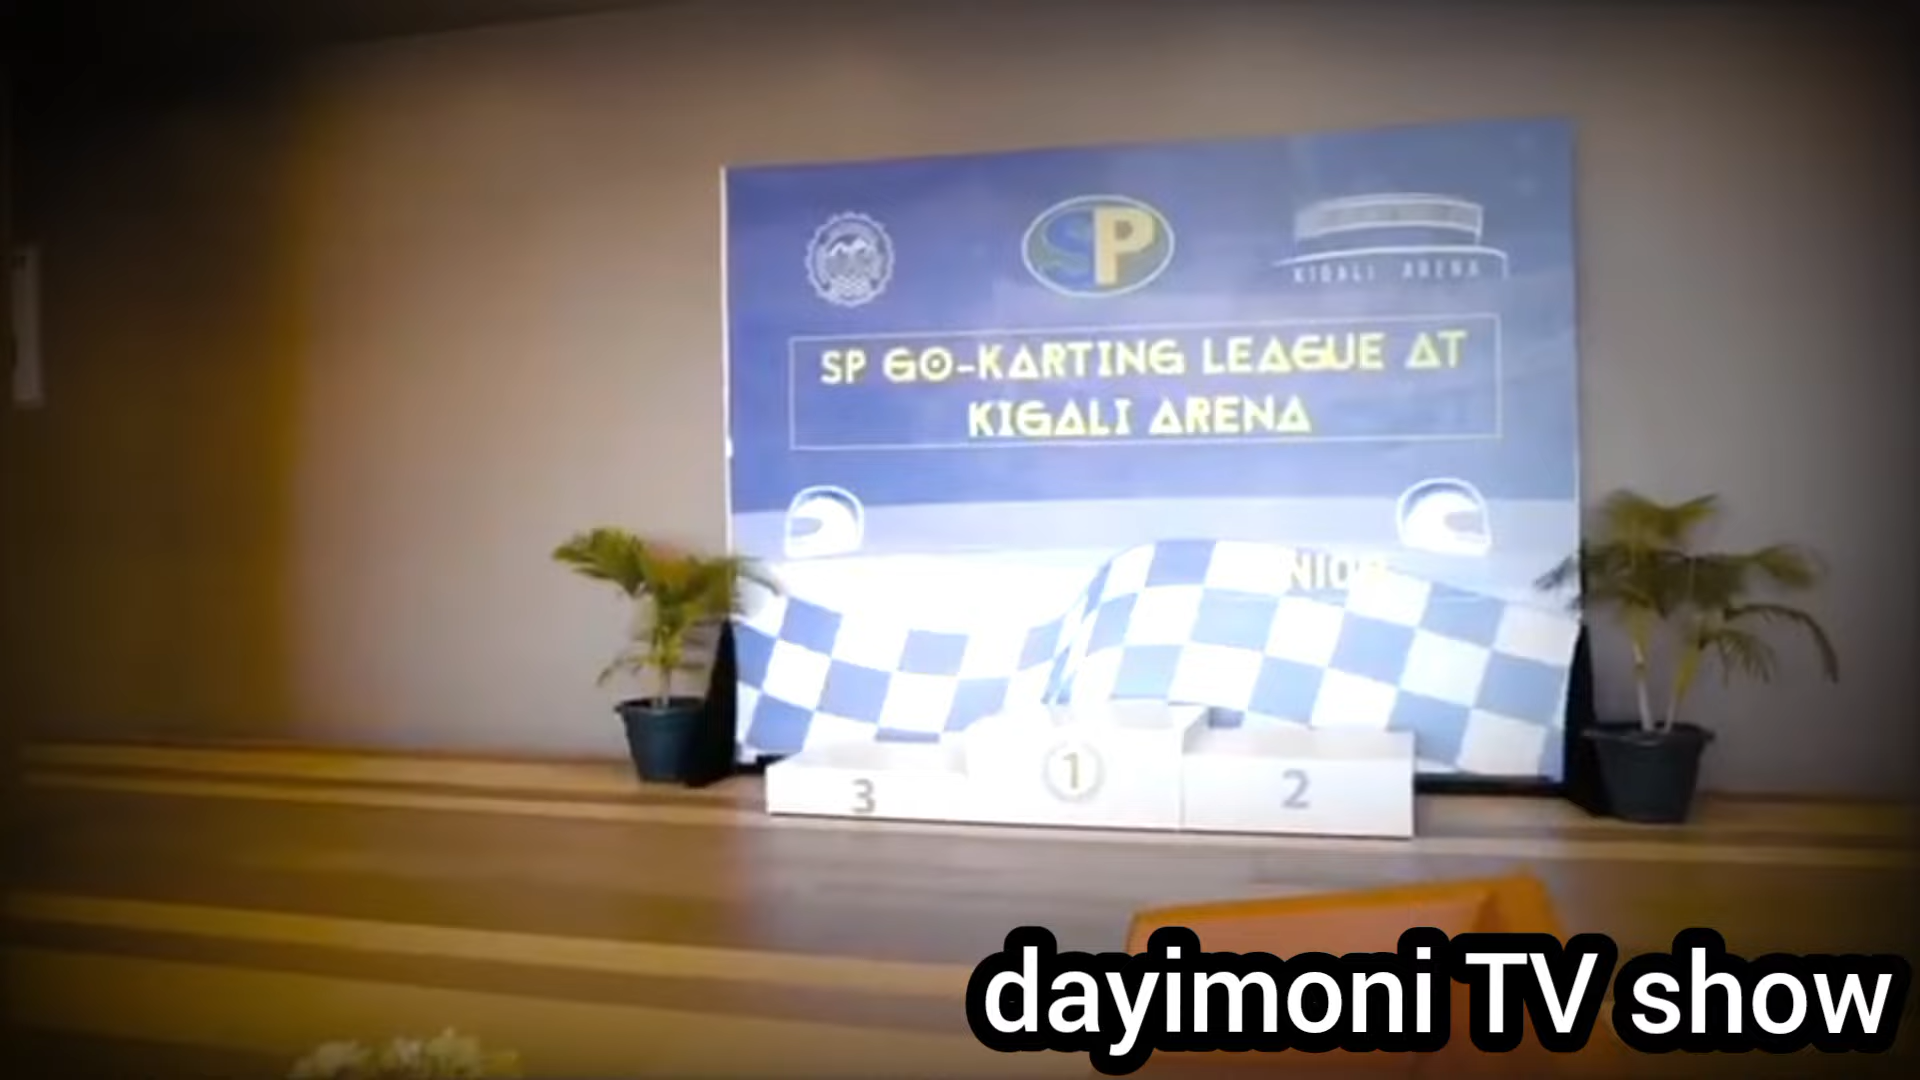 SP
KIGALI ARENA
SP GO-KARTING LEAGUE AT
KIGALI ARENA
3
1
2
dayimoni TV show